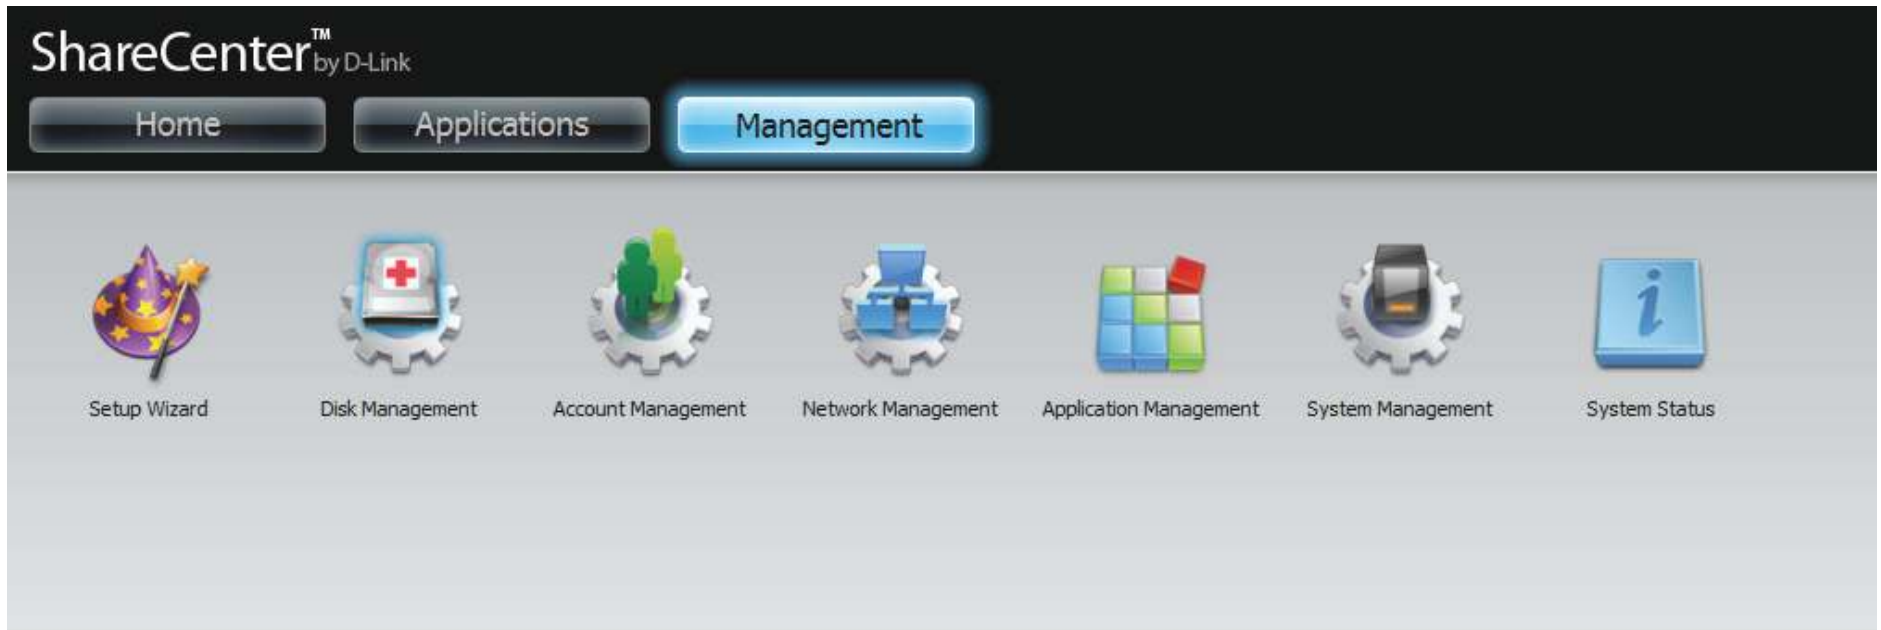 ShareCenter™ by D-Link
Home Applications Management
Setup Wizard Disk Management Account Management Network Management Application Management System Management System Status